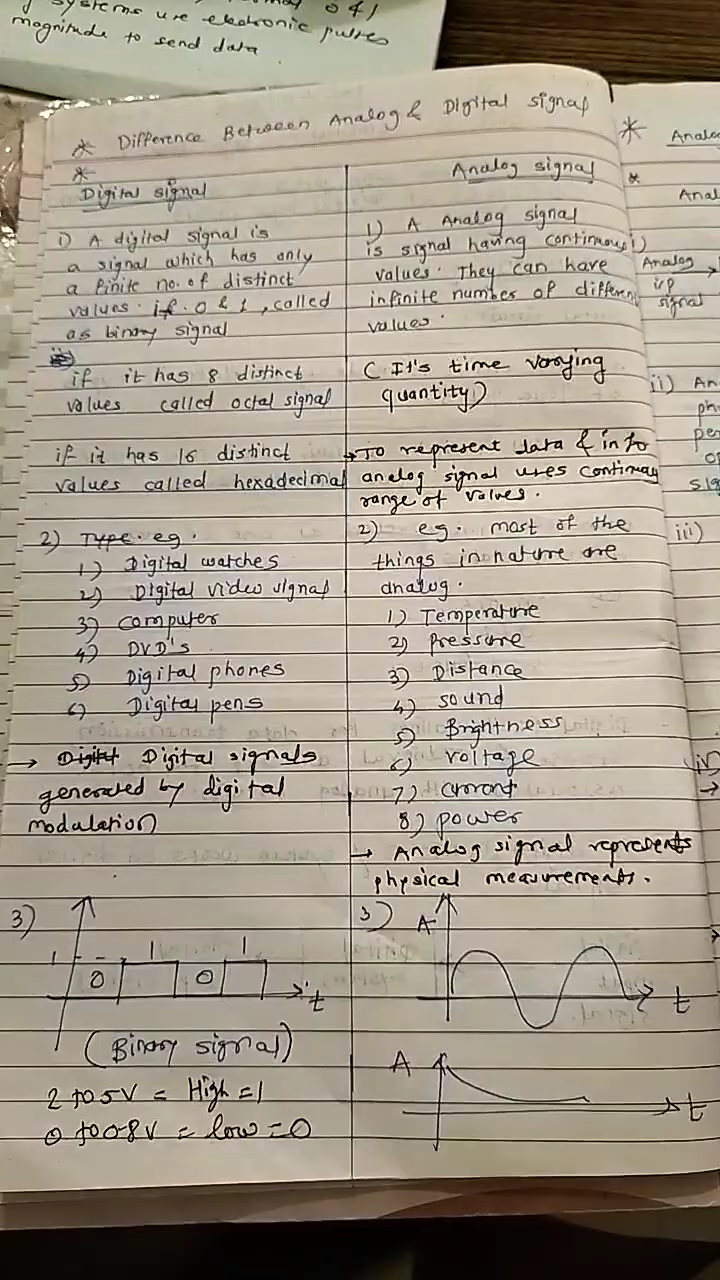 systems use electronic pulses
magnitude to send data
* Difference Between Analog & Digital signal
*
Digital signal
i) A digital signal is
a signal which has only
a finite no. of distinct
values. if 0 & 1, called
as binary signal
if it has 8 distinct
values called octal signal
if it has 16 distinct
values called hexadecimal
2) Type. eg.
1) Digital watches
2) Digital video signal
3) computer
4) DVD's
5) Digital phones
6) Digital pens
→ Digit Digital signals
generated by digital
modulation
3)
1
0 1 0 1
t
(Binary signal)
2 to 5V = High = 1
0 to 0.8V = low = 0
Analog signal
1) A Analog signal
is signal having continuous
values. They can have
infinite number of different
values.
( It's time varying
quantity)
→ To represent data & info
analog signal uses continuous
range of values.
2) eg. most of the
things in nature are
analog.
1) Temperature
2) Pressure
3) Distance
4) sound
5) Brightness
6) voltage
7) current
8) power
→ Analog signal represents
physical measurements.
3)
A
t
A
t
* Analog
*
Anal
i)
Analog →
i/p
signal
ii) An
ph
per
iii)